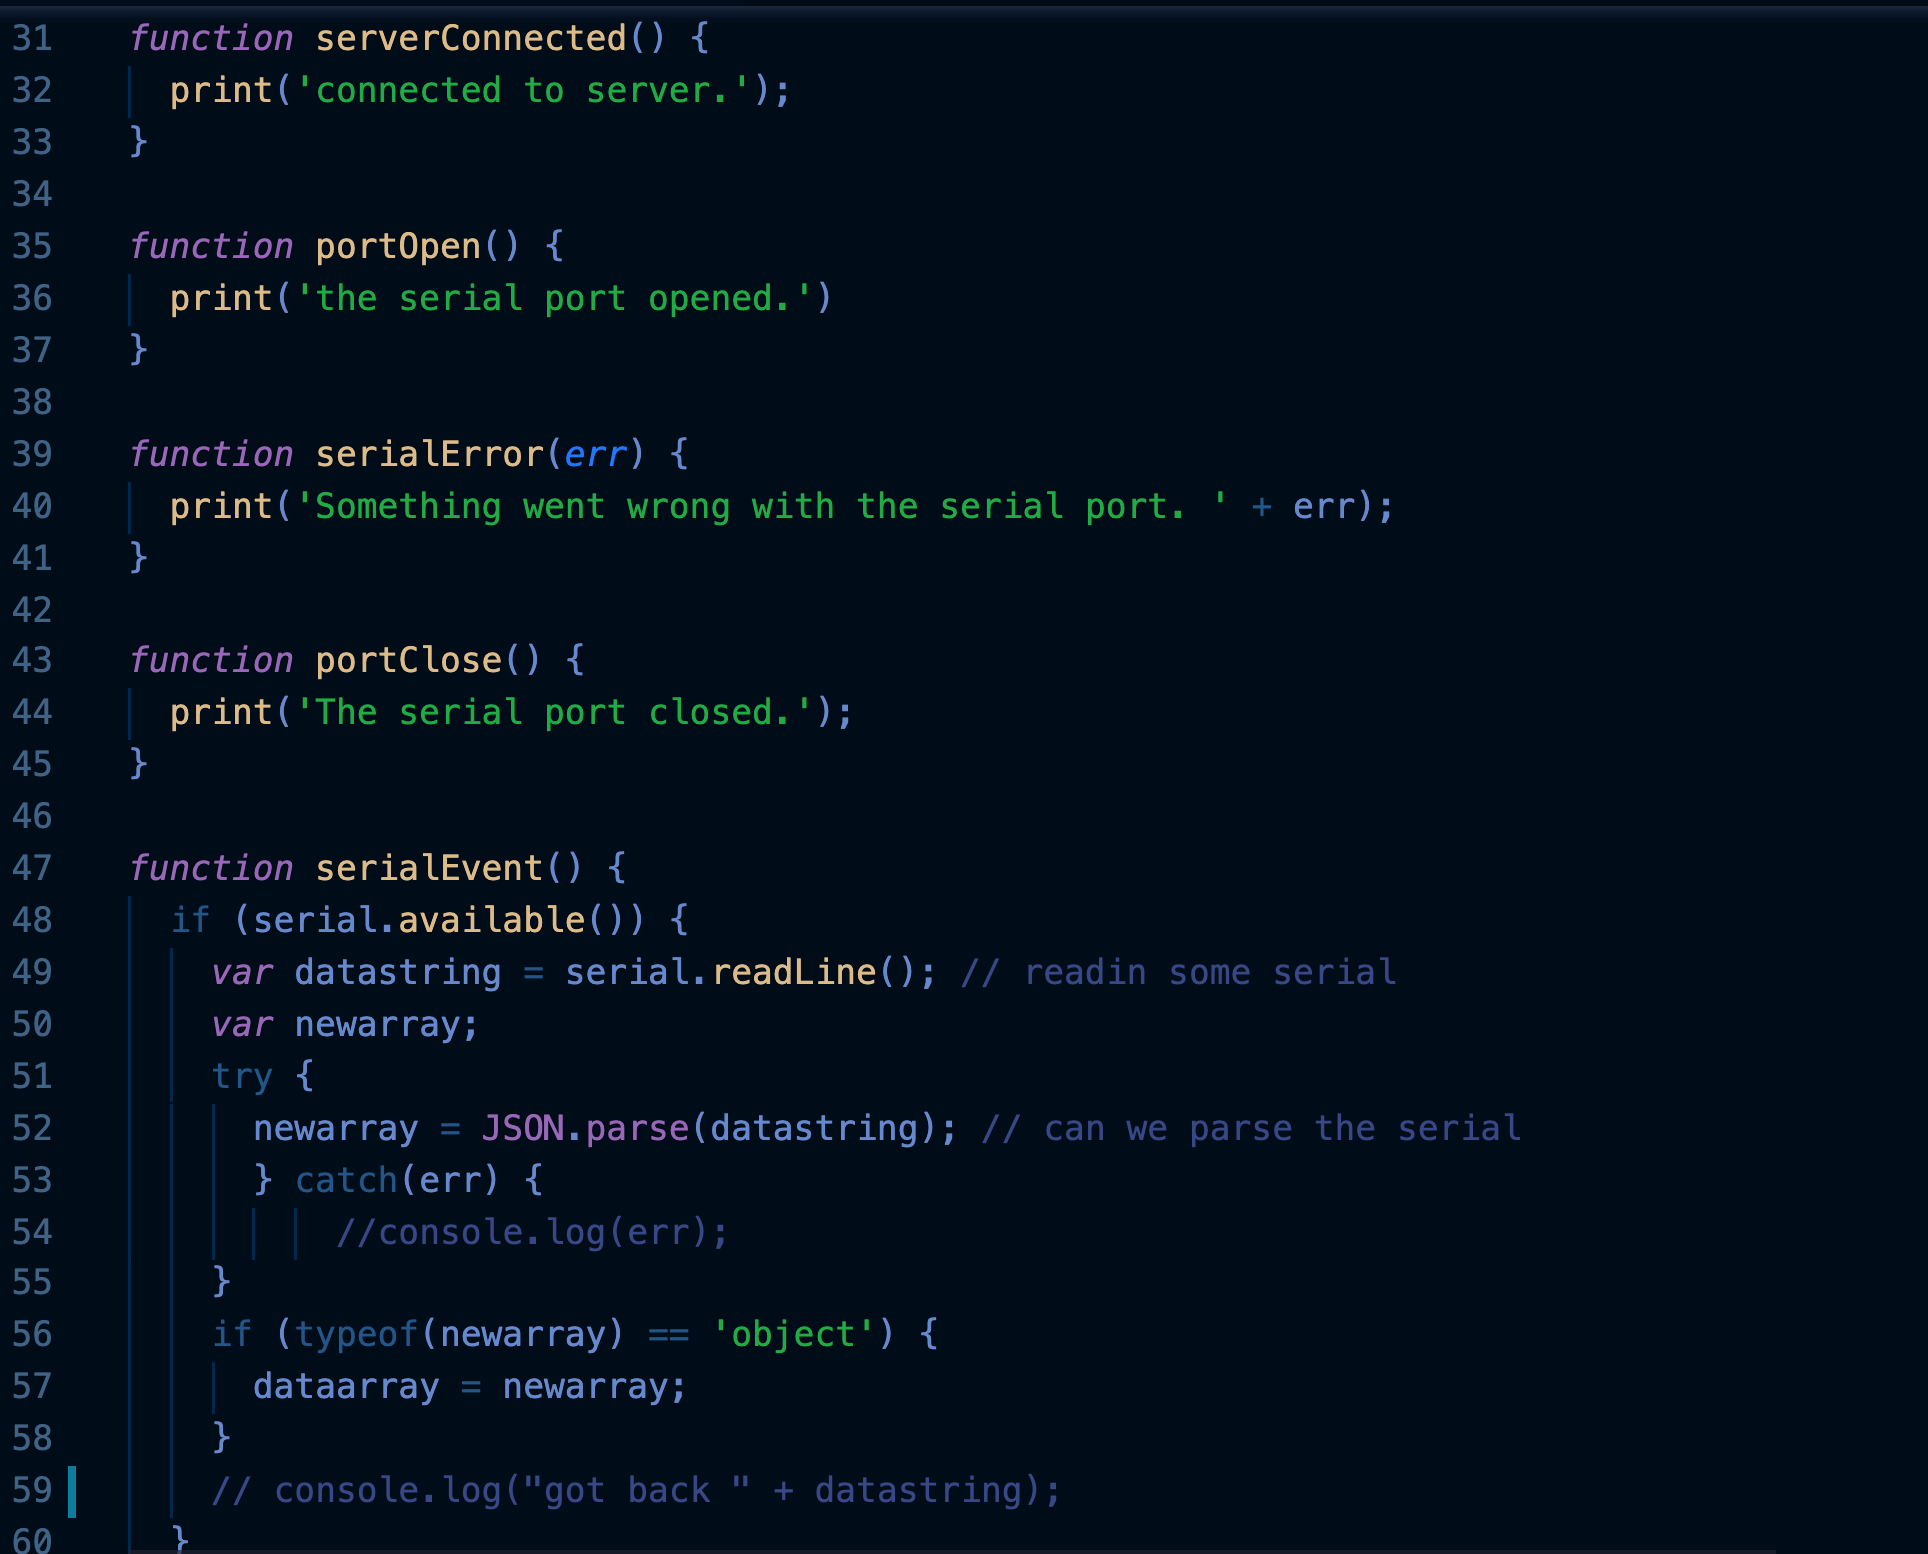 31 function serverConnected() {
32 print('connected to server.');
33 }
34
35 function portOpen() {
36 print('the serial port opened.')
37 }
38
39 function serialError(err) {
40 print('Something went wrong with the serial port. ' + err);
41 }
42
43 function portClose() {
44 print('The serial port closed.');
45 }
46
47 function serialEvent() {
48 if (serial.available()) {
49 var datastring = serial.readLine(); // readin some serial
50 var newarray;
51 try {
52 newarray = JSON.parse(datastring); // can we parse the serial
53 } catch(err) {
54 //console.log(err);
55 }
56 if (typeof(newarray) == 'object') {
57 dataarray = newarray;
58 }
59 // console.log("got back " + datastring);
60 }